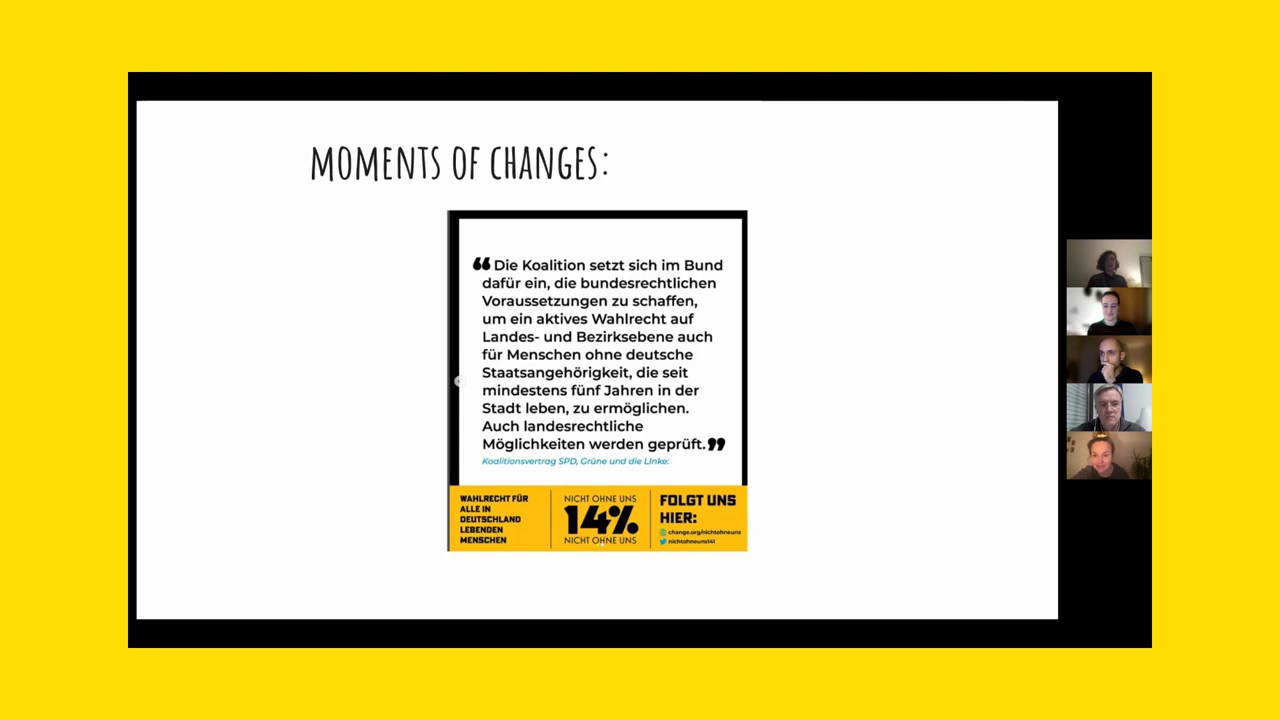 MOMENTS OF CHANGES:
❝ Die Koalition setzt sich im Bund
dafür ein, die bundesrechtlichen
Voraussetzungen zu schaffen,
um ein aktives Wahlrecht auf
Landes- und Bezirksebene auch
für Menschen ohne deutsche
Staatsangehörigkeit, die seit
mindestens fünf Jahren in der
Stadt leben, zu ermöglichen.
Auch landesrechtliche
Möglichkeiten werden geprüft.❞
Koalitionsvertrag SPD, Grüne und die LInke:
WAHLRECHT FÜR
ALLE IN
DEUTSCHLAND
LEBENDEN
MENSCHEN
NICHT OHNE UNS
14%
NICHT OHNE UNS
FOLGT UNS
HIER:
change.org/nichtohneuns
nichtohneuns141